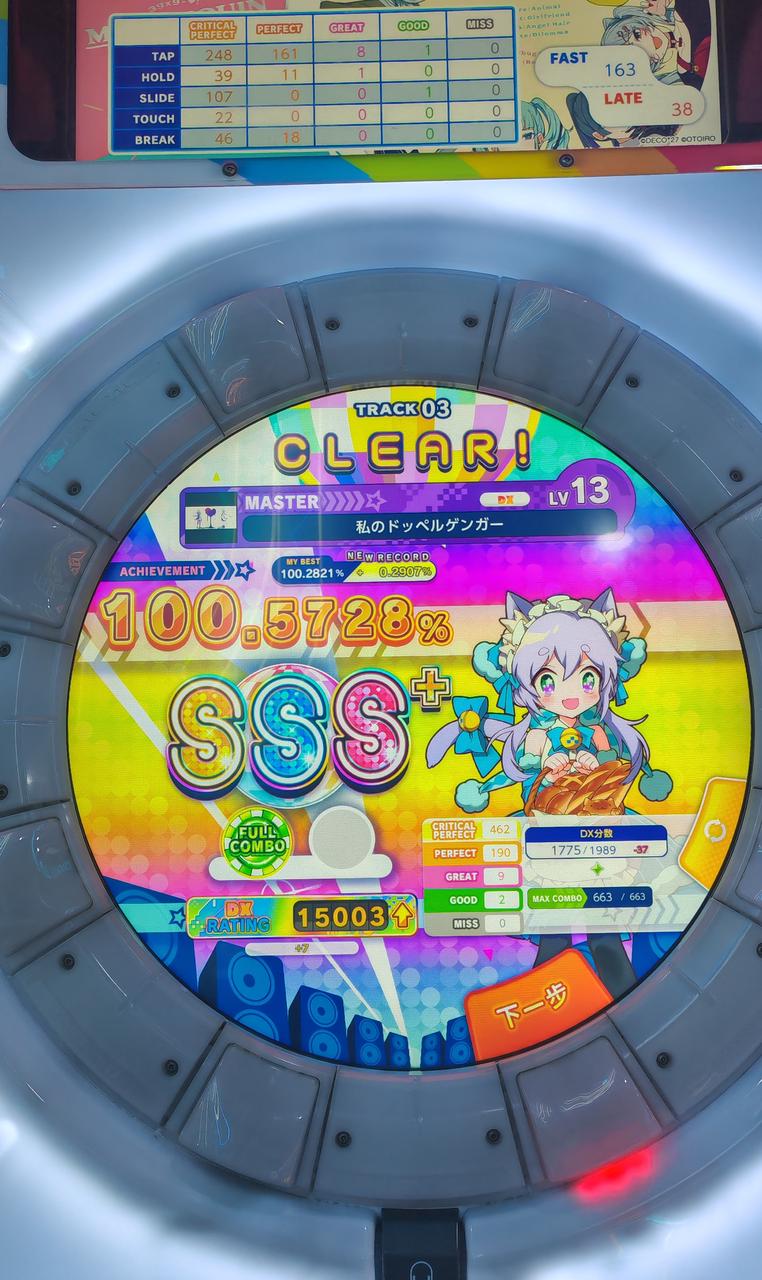 CRITICAL PERFECT PERFECT GREAT GOOD MISS
TAP 248 161 8 1 0
HOLD 39 11 1 0 0
SLIDE 107 0 0 1 0
TOUCH 22 0 0 0 0
BREAK 46 18 0 0 0
FAST 163
LATE 38
©DECO*27 ©OTOIRO
TRACK 03
CLEAR!
MASTER DX LV 13
私のドッペルゲンガー
NEW RECORD
ACHIEVEMENT MY BEST 100.2821% + 0.2907%
100.5728%
SSS+
FULL COMBO
CRITICAL PERFECT 462
PERFECT 190
GREAT 9
GOOD 2
MISS 0
DX分数
1775/1989 -37
MAX COMBO 663 / 663
DX RATING 15003
+7
下一步